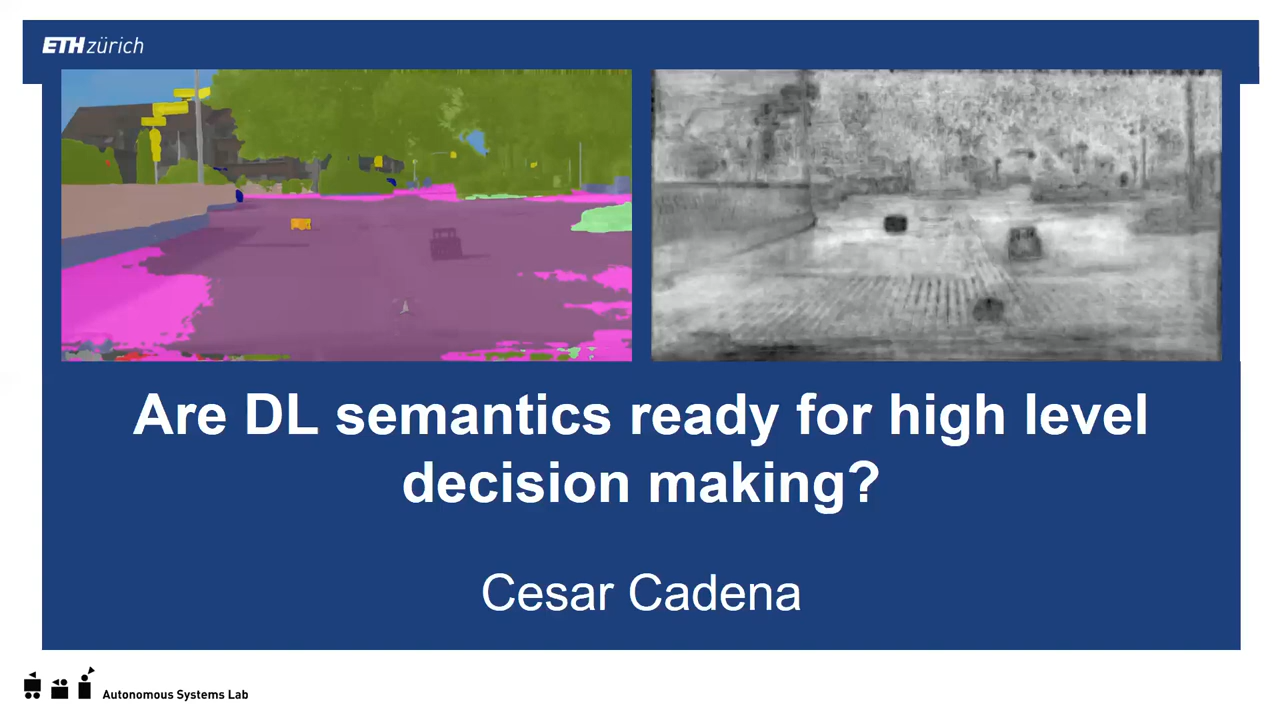 ETH zürich
Are DL semantics ready for high level
decision making?
Cesar Cadena
Autonomous Systems Lab